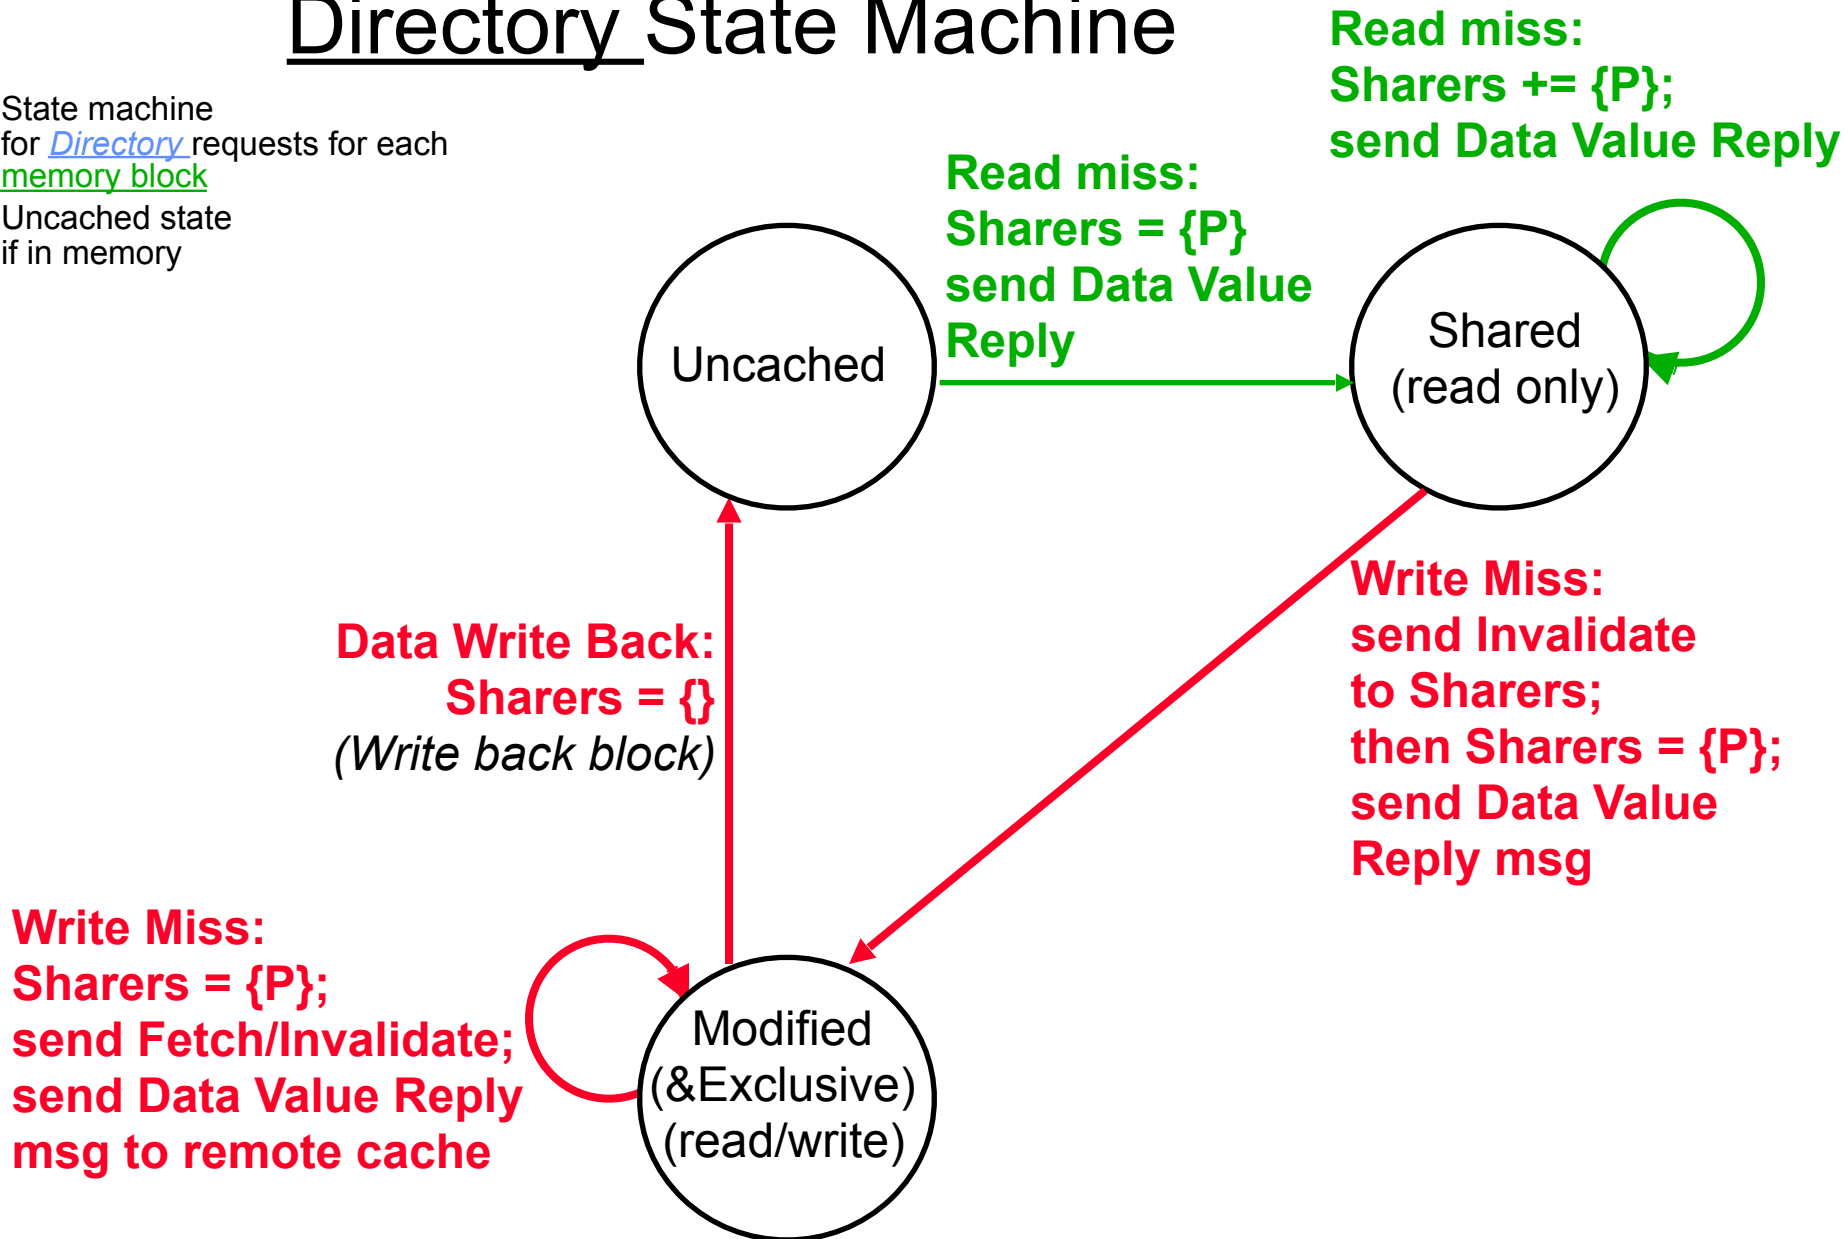 Directory State Machine
State machine
for Directory requests for each
memory block
Uncached state
if in memory
Read miss:
Sharers = {P}
send Data Value
Reply
Read miss:
Sharers += {P};
send Data Value Reply
Uncached
Shared
(read only)
Data Write Back:
Sharers = {}
(Write back block)
Write Miss:
send Invalidate
to Sharers;
then Sharers = {P};
send Data Value
Reply msg
Write Miss:
Sharers = {P};
send Fetch/Invalidate;
send Data Value Reply
msg to remote cache
Modified
(&Exclusive)
(read/write)